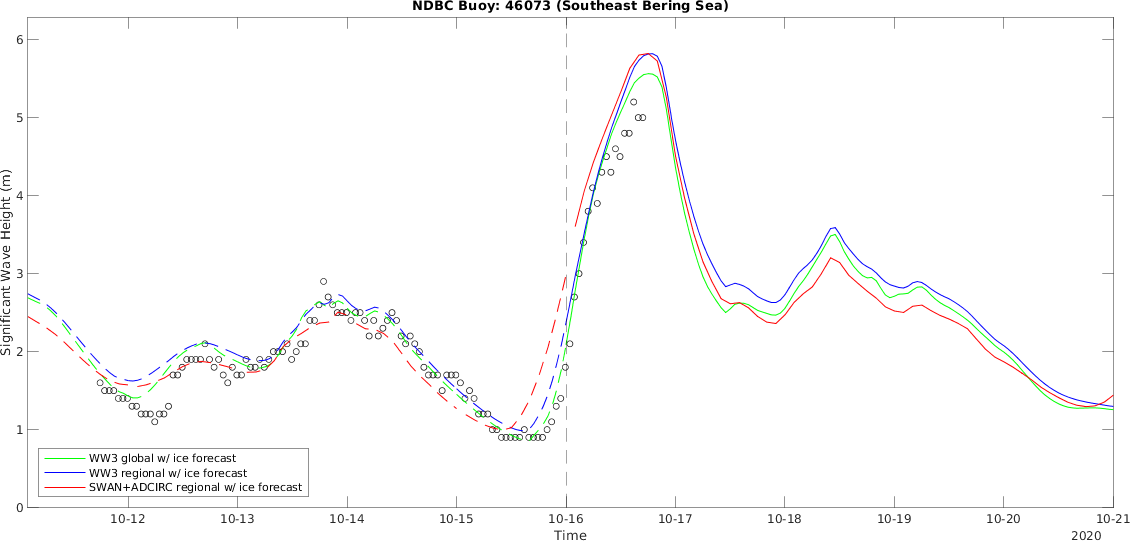 NDBC Buoy: 46073 (Southeast Bering Sea)
6
5
4
3
2
1
0
Significant Wave Height (m)
WW3 global w/ ice forecast
WW3 regional w/ ice forecast
SWAN+ADCIRC regional w/ ice forecast
10-12 10-13 10-14 10-15 10-16 10-17 10-18 10-19 10-20 10-21
Time
2020